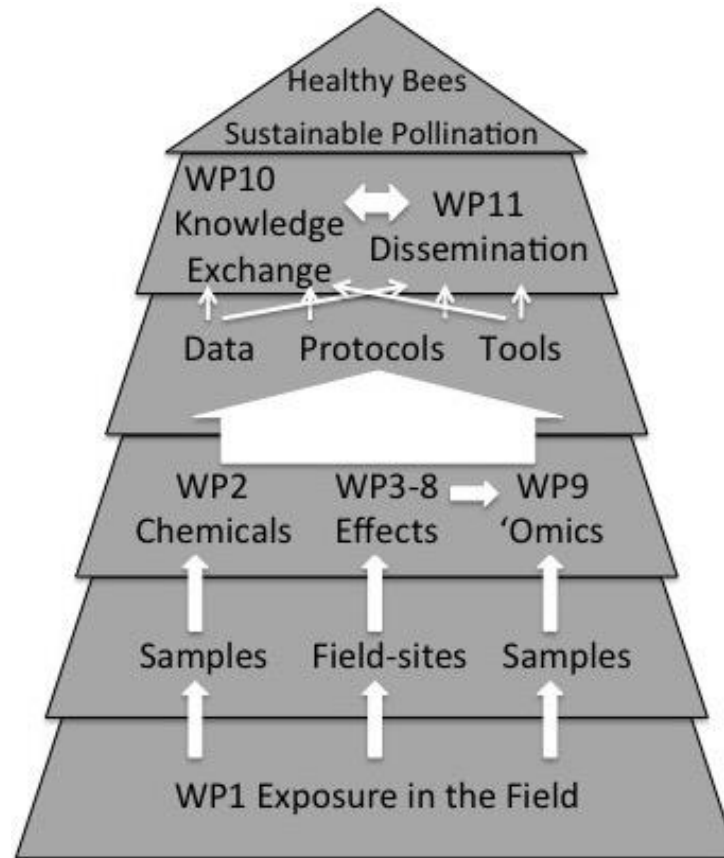 Healthy Bees
Sustainable Pollination
WP10
Knowledge
Exchange
WP11
Dissemination
Data Protocols Tools
WP2
Chemicals
WP3-8
Effects
WP9
‘Omics
Samples Field-sites Samples
WP1 Exposure in the Field